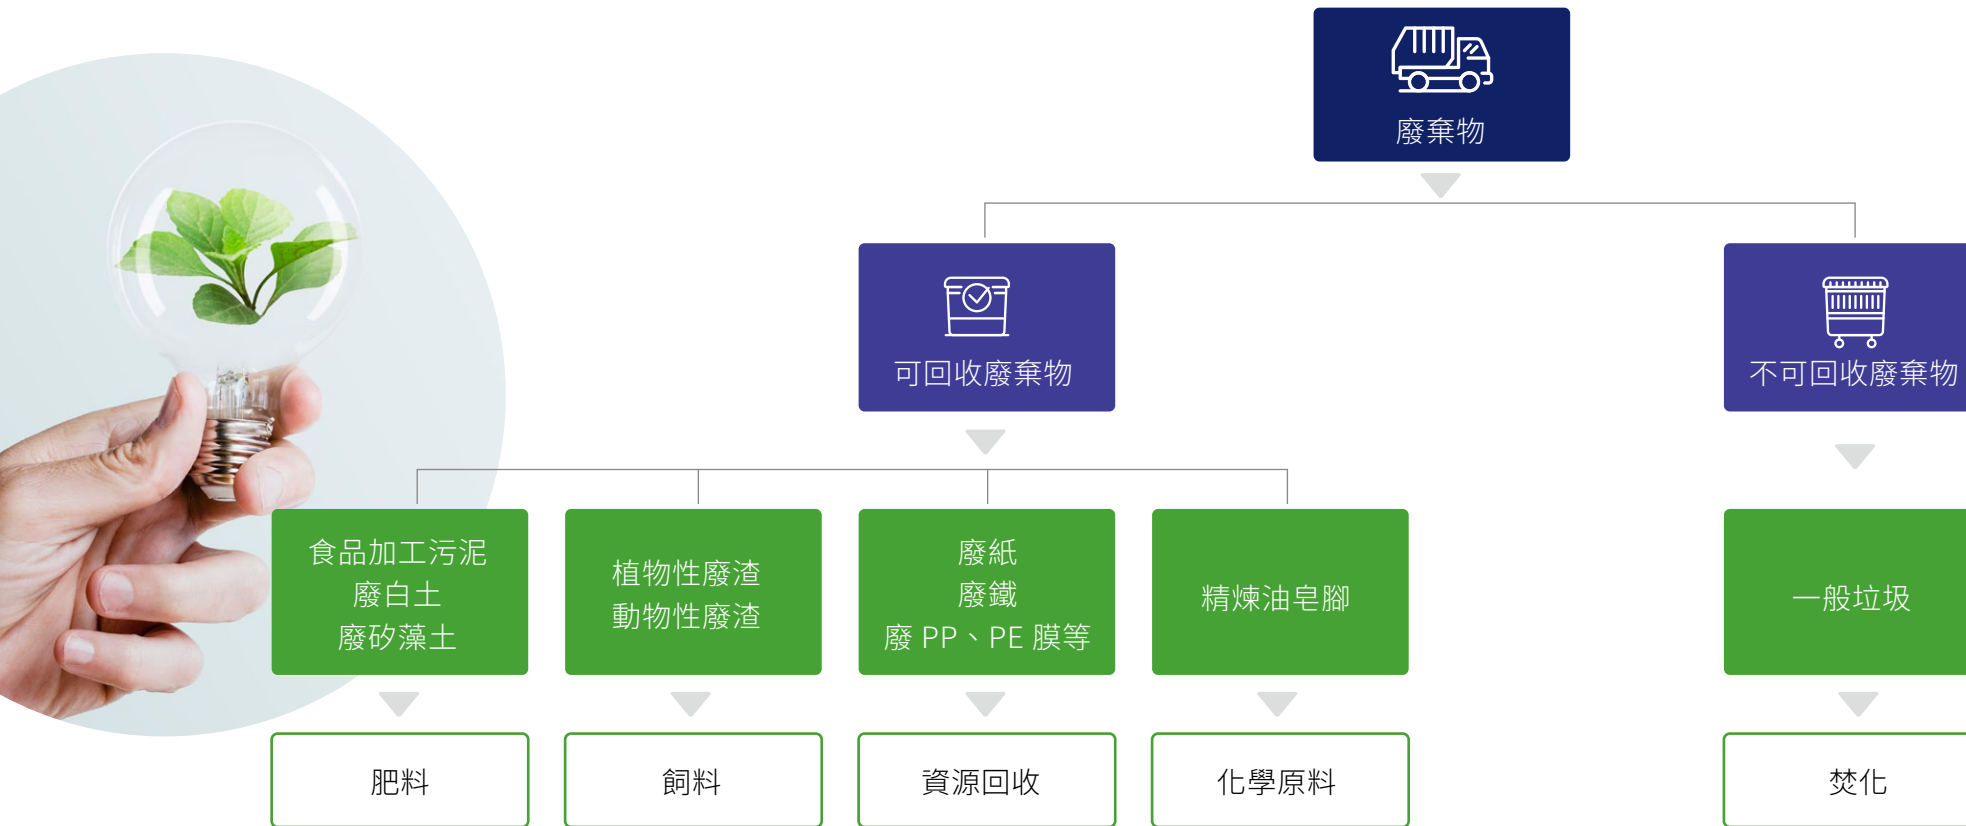 廢棄物
可回收廢棄物
不可回收廢棄物
食品加工污泥
廢白土
廢矽藻土
植物性廢渣
動物性廢渣
廢紙
廢鐵
廢 PP、PE 膜等
精煉油皂腳
一般垃圾
肥料
飼料
資源回收
化學原料
焚化